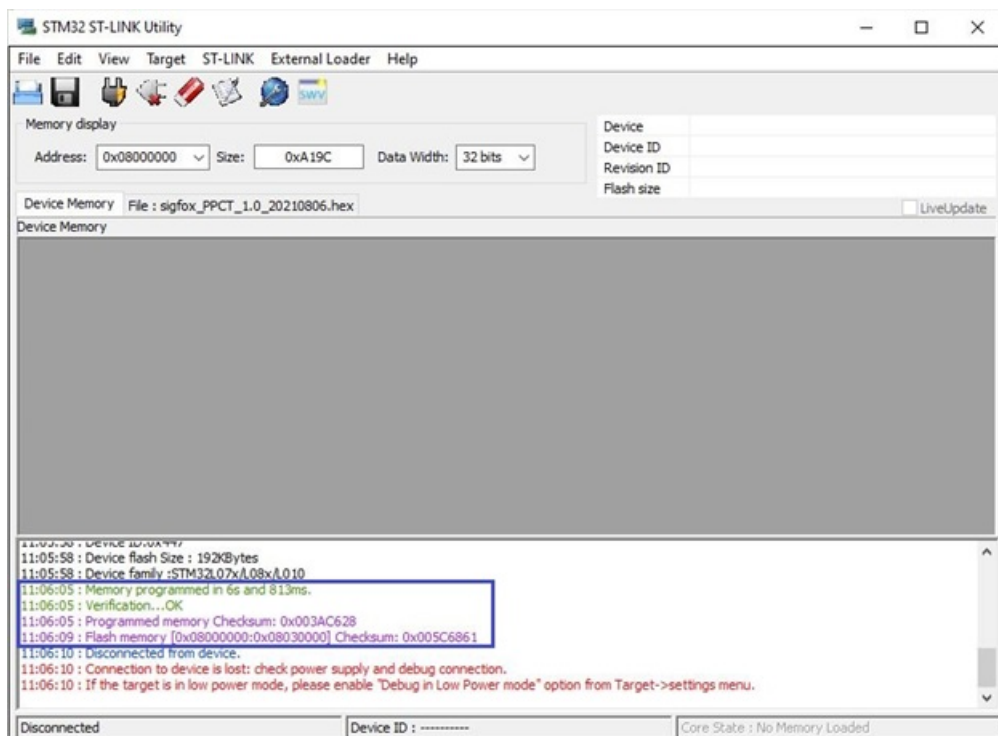 STM32 ST-LINK Utility
File Edit View Target ST-LINK External Loader Help
SWV
Memory display
Address: 0x08000000 Size: 0xA19C Data Width: 32 bits
Device
Device ID
Revision ID
Flash size
Device Memory File : sigfox_PPCT_1.0_20210806.hex
LiveUpdate
Device Memory
11:05:58 : Device ID:0x447
11:05:58 : Device flash Size : 192KBytes
11:05:58 : Device family :STM32L07x/L08x/L010
11:06:05 : Memory programmed in 6s and 813ms.
11:06:05 : Verification...OK
11:06:05 : Programmed memory Checksum: 0x003AC628
11:06:09 : Flash memory [0x08000000:0x08030000] Checksum: 0x005C6861
11:06:10 : Disconnected from device.
11:06:10 : Connection to device is lost: check power supply and debug connection.
11:06:10 : If the target is in low power mode, please enable "Debug in Low Power mode" option from Target->settings menu.
Disconnected Device ID : ---------- Core State : No Memory Loaded